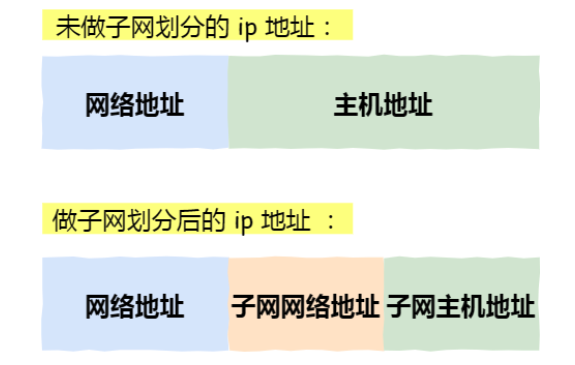 未做子网划分的 ip 地址：
网络地址 主机地址
做子网划分后的 ip 地址 ：
网络地址 子网网络地址 子网主机地址